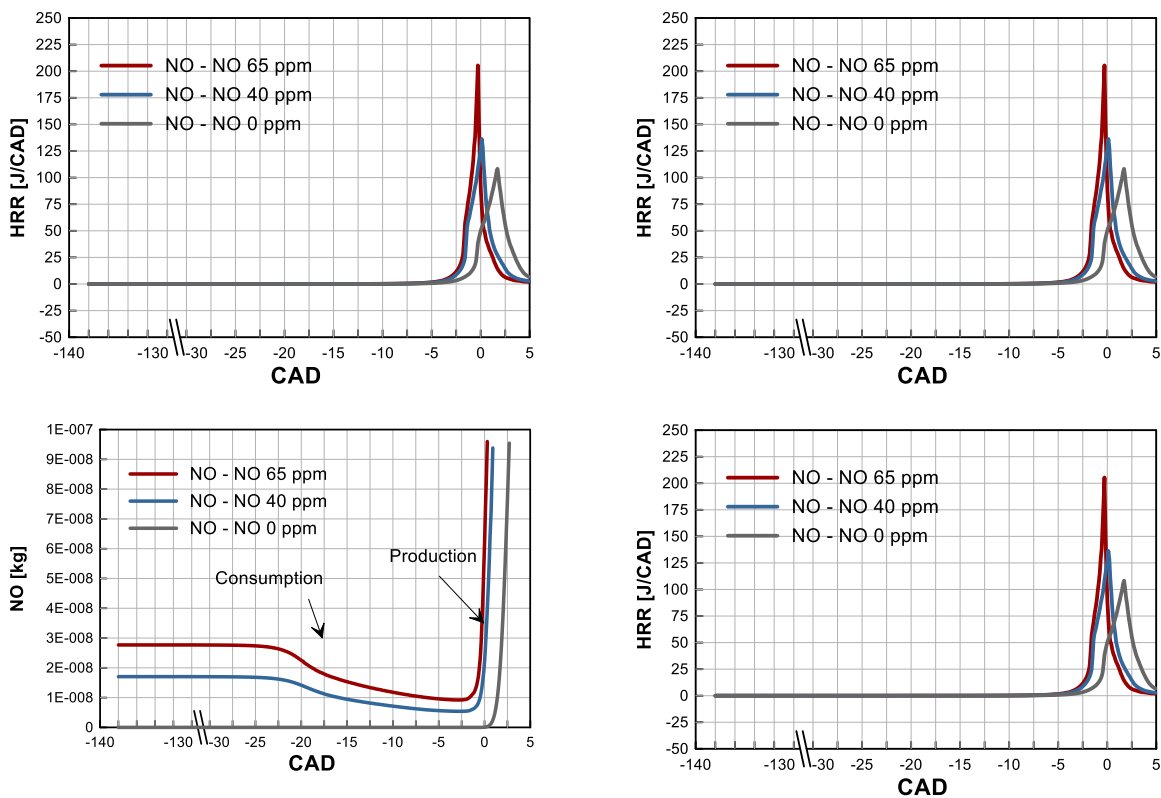 250
225
200
175
150
125
100
75
50
25
0
-25
-50
HRR [J/CAD]
NO - NO 65 ppm
NO - NO 40 ppm
NO - NO 0 ppm
-140 -130 -30 -25 -20 -15 -10 -5 0 5
CAD
250
225
200
175
150
125
100
75
50
25
0
-25
-50
HRR [J/CAD]
NO - NO 65 ppm
NO - NO 40 ppm
NO - NO 0 ppm
-140 -130 -30 -25 -20 -15 -10 -5 0 5
CAD
1E-007
9E-008
8E-008
7E-008
6E-008
5E-008
4E-008
3E-008
2E-008
1E-008
0
NO [kg]
NO - NO 65 ppm
NO - NO 40 ppm
NO - NO 0 ppm
Production
Consumption
-140 -130 -30 -25 -20 -15 -10 -5 0 5
CAD
250
225
200
175
150
125
100
75
50
25
0
-25
-50
HRR [J/CAD]
NO - NO 65 ppm
NO - NO 40 ppm
NO - NO 0 ppm
-140 -130 -30 -25 -20 -15 -10 -5 0 5
CAD